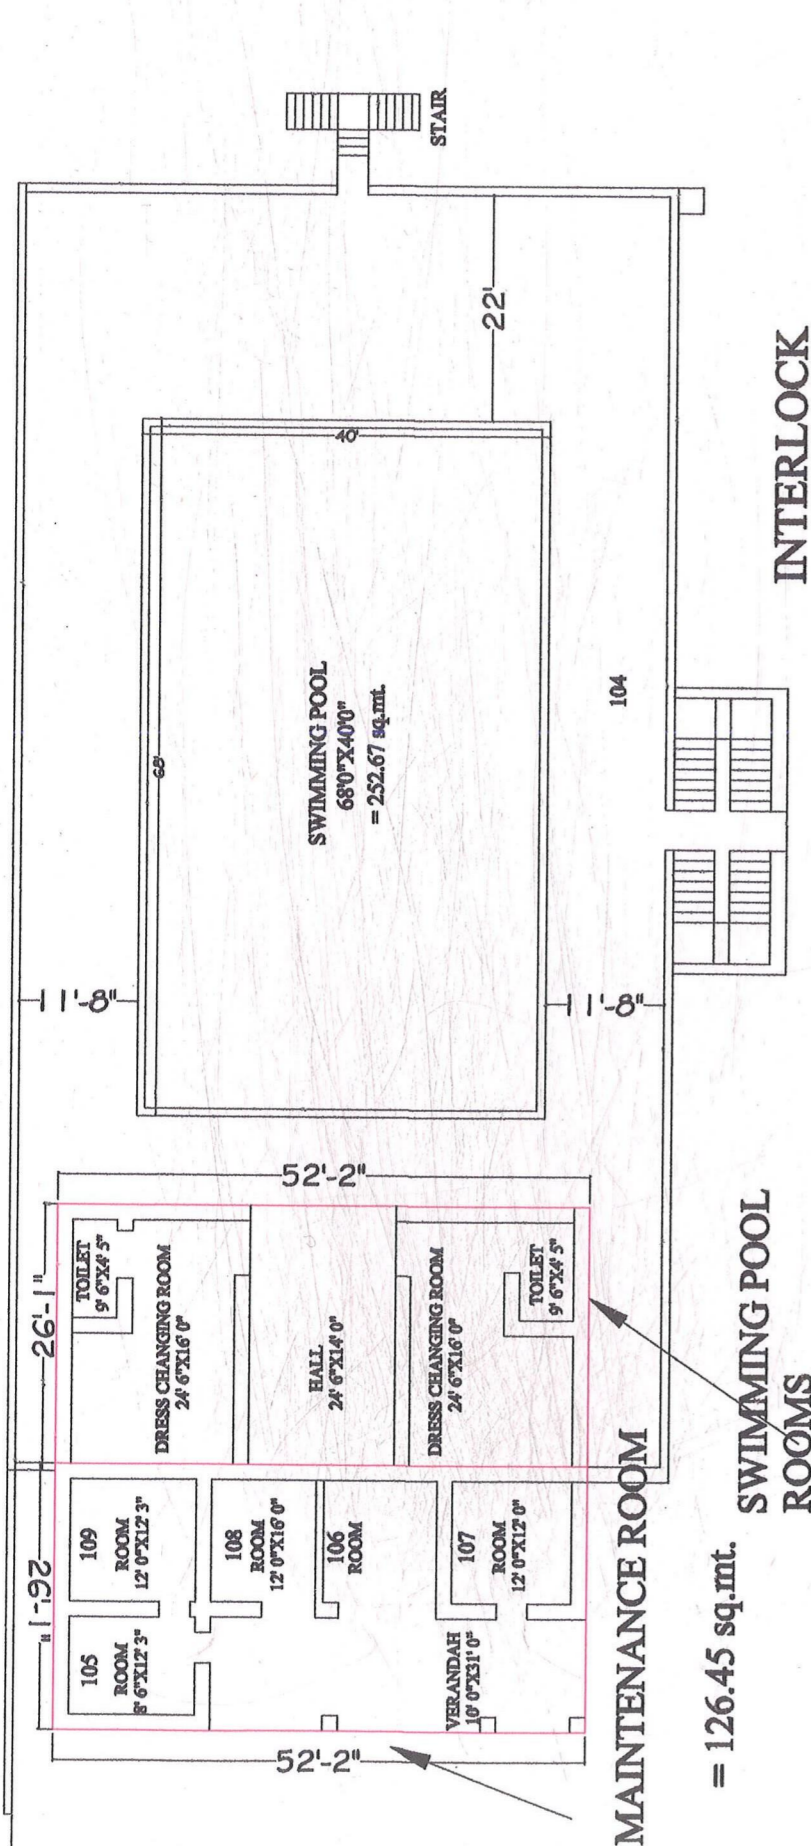 STAIR
22'
INTERLOCK
40'
68'
SWIMMING POOL
68'0"X40'0"
= 252.67 sq.mt.
104
11'-8"
11'-8"
52'-2"
26'-1"
TOILET
9' 6"X4' 5"
DRESS CHANGING ROOM
24' 6"X16' 0"
HALL
24' 6"X14' 0"
DRESS CHANGING ROOM
24' 6"X16' 0"
TOILET
9' 6"X4' 5"
SWIMMING POOL
ROOMS
26'-1"
109
ROOM
12' 0"X12' 3"
108
ROOM
12' 0"X16' 0"
106
ROOM
107
ROOM
12' 0"X12' 0"
105
ROOM
8' 6"X12' 3"
VERANDAH
10' 0"X31' 0"
52'-2"
MAINTENANCE ROOM
= 126.45 sq.mt.